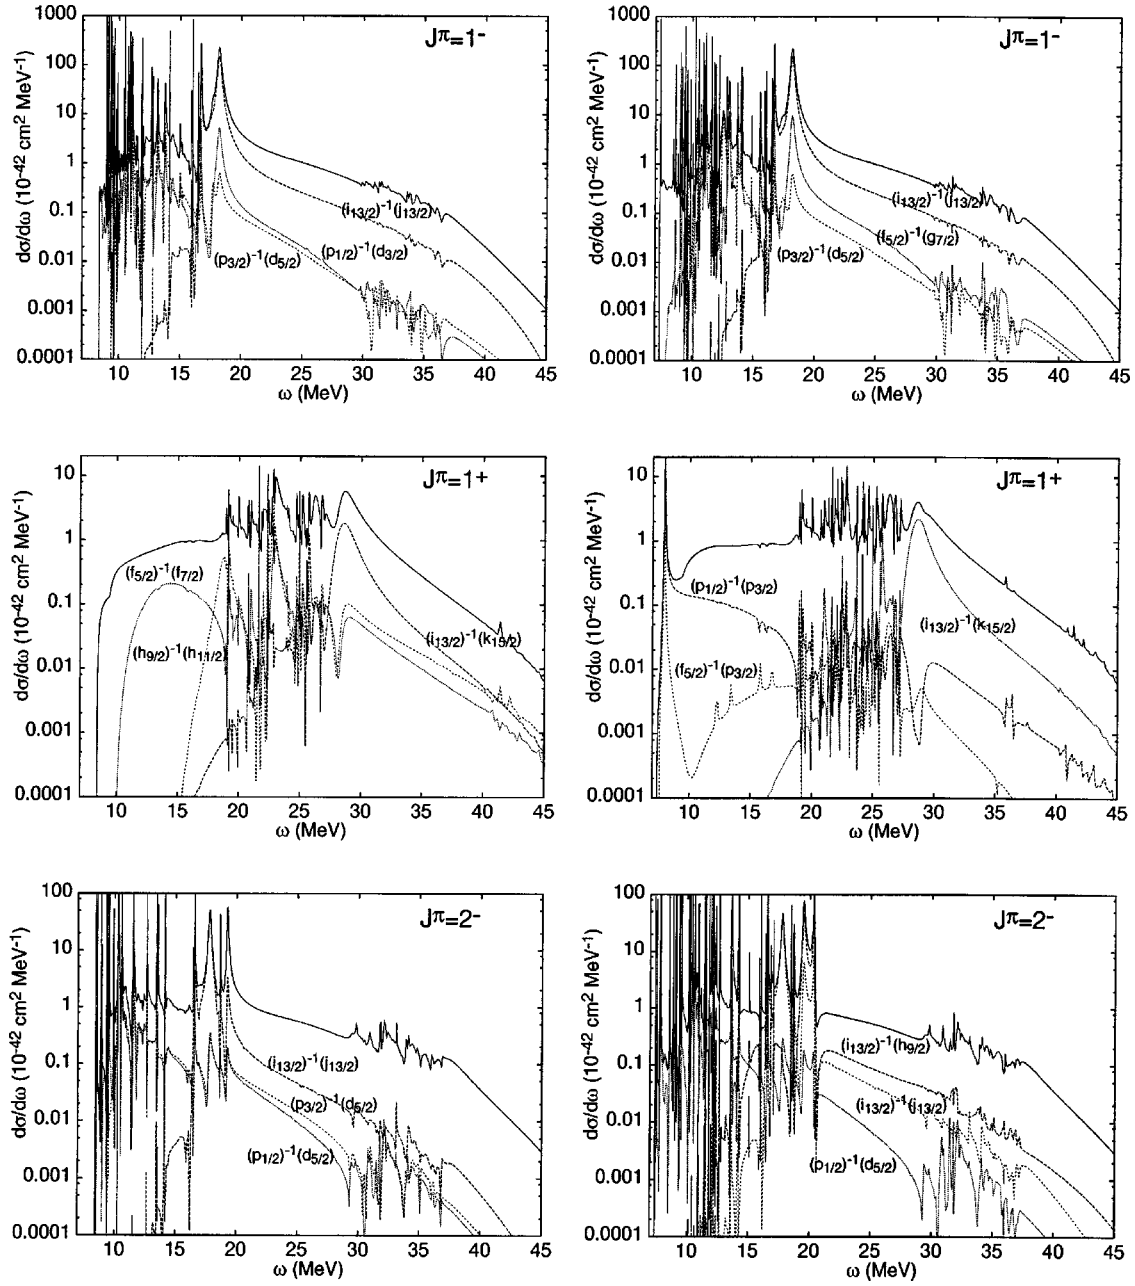 1000
100
10
1
0.1
0.01
0.001
0.0001
dσ/dω (10⁻⁴² cm² MeV⁻¹)
Jπ=1⁻
(i13/2)⁻¹(j13/2)
(p3/2)⁻¹(d5/2)
(p1/2)⁻¹(d3/2)
10 15 20 25 30 35 40 45
ω (MeV)
1000
100
10
1
0.1
0.01
0.001
0.0001
dσ/dω (10⁻⁴² cm² MeV⁻¹)
Jπ=1⁻
(i13/2)⁻¹(j13/2)
(f5/2)⁻¹(g7/2)
(p3/2)⁻¹(d5/2)
10 15 20 25 30 35 40 45
ω (MeV)
10
1
0.1
0.01
0.001
0.0001
dσ/dω (10⁻⁴² cm² MeV⁻¹)
Jπ=1⁺
(f5/2)⁻¹(f7/2)
(h9/2)⁻¹(h11/2)
(i13/2)⁻¹(k15/2)
10 15 20 25 30 35 40 45
ω (MeV)
10
1
0.1
0.01
0.001
0.0001
dσ/dω (10⁻⁴² cm² MeV⁻¹)
Jπ=1⁺
(p1/2)⁻¹(p3/2)
(i13/2)⁻¹(k15/2)
(f5/2)⁻¹(p3/2)
10 15 20 25 30 35 40 45
ω (MeV)
100
10
1
0.1
0.01
0.001
0.0001
dσ/dω (10⁻⁴² cm² MeV⁻¹)
Jπ=2⁻
(i13/2)⁻¹(j13/2)
(p3/2)⁻¹(d5/2)
(p1/2)⁻¹(d5/2)
10 15 20 25 30 35 40 45
ω (MeV)
100
10
1
0.1
0.01
0.001
0.0001
dσ/dω (10⁻⁴² cm² MeV⁻¹)
Jπ=2⁻
(i13/2)⁻¹(h9/2)
(i13/2)⁻¹(j13/2)
(p1/2)⁻¹(d5/2)
10 15 20 25 30 35 40 45
ω (MeV)